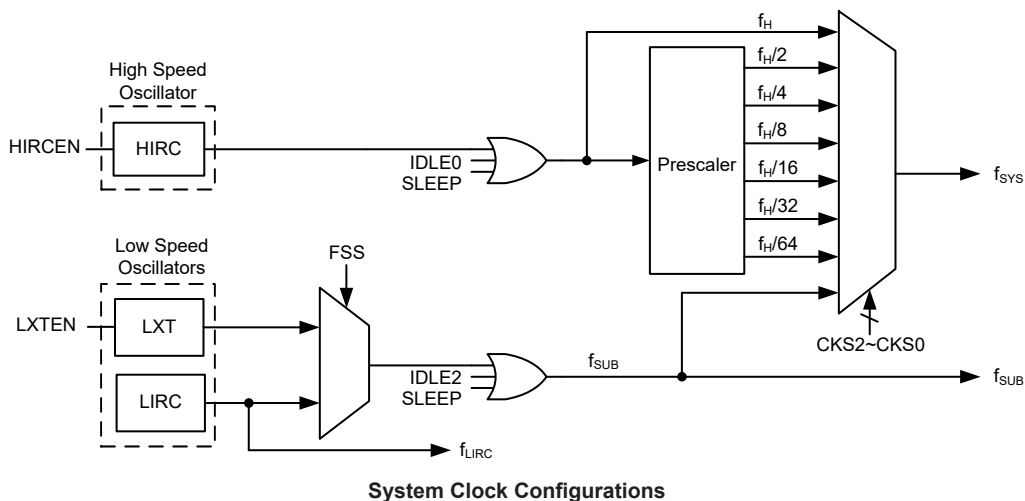 High Speed
Oscillator
HIRCEN
HIRC
IDLE0
SLEEP
Prescaler
fH
fH/2
fH/4
fH/8
fH/16
fH/32
fH/64
fSYS
CKS2~CKS0
Low Speed
Oscillators
FSS
LXTEN
LXT
LIRC
IDLE2
SLEEP
fSUB
fSUB
fLIRC
System Clock Configurations